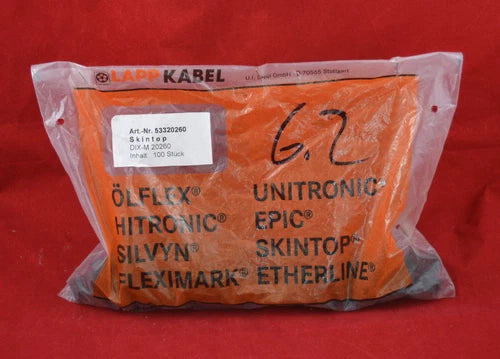 LAPP KABEL
U.I. Lapp GmbH · D-70565 Stuttgart
Art.-Nr. 53320260
Skintop
DIX-M 20260
Inhalt : 100 Stück
6.2
ÖLFLEX® UNITRONIC®
HITRONIC® EPIC®
SILVYN® SKINTOP®
FLEXIMARK® ETHERLINE®